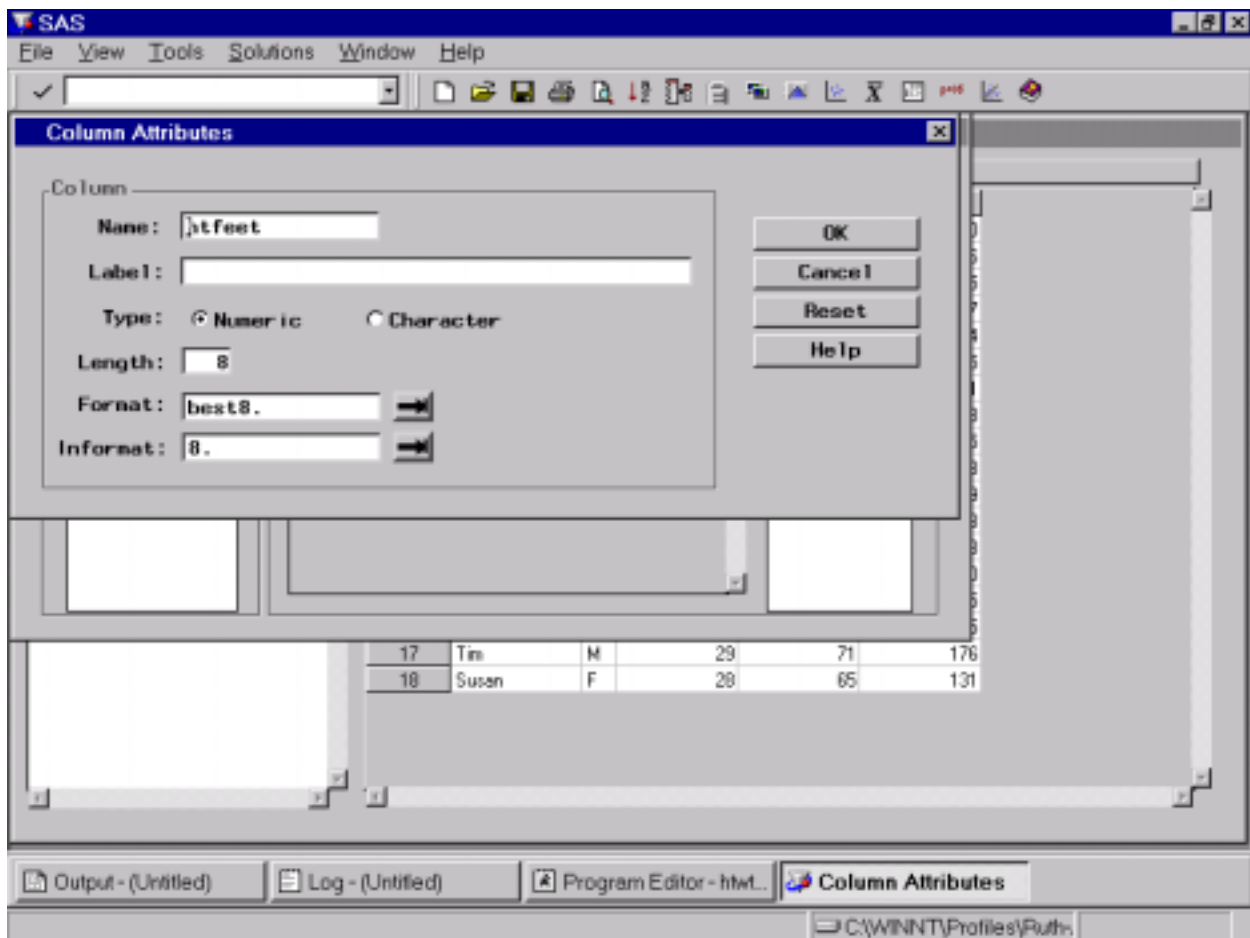 SAS
File View Tools Solutions Window Help
Column Attributes
Column
Name: htfeet
Label:
Type: Numeric Character
Length: 8
Format: best8.
Informat: 8.
OK
Cancel
Reset
Help
17 Tim M 29 71 176
18 Susan F 28 65 131
Output - (Untitled) Log - (Untitled) Program Editor - htwt... Column Attributes
C:\WINNT\Profiles\Ruth